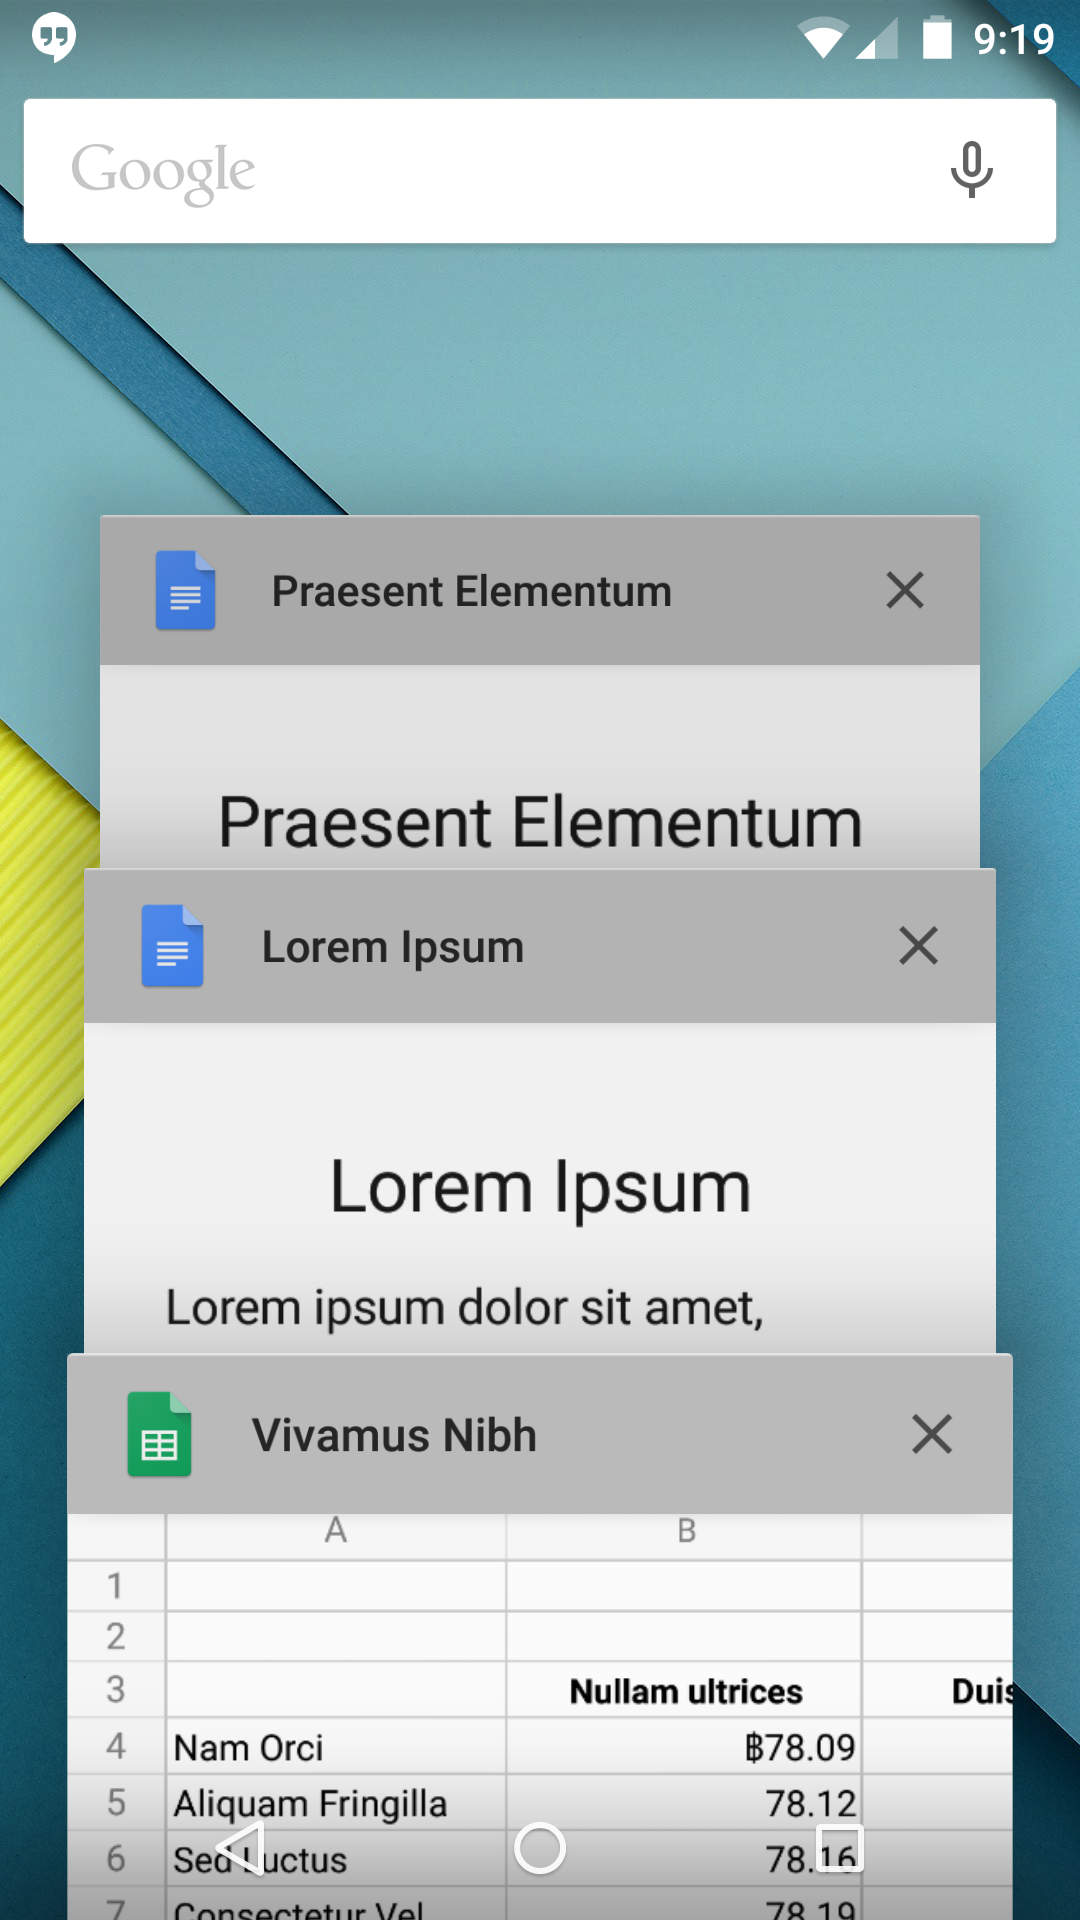 9:19
Google
Praesent Elementum
Praesent Elementum
Lorem Ipsum
Lorem Ipsum
Lorem ipsum dolor sit amet,
Vivamus Nibh
A B
1
2
3 Nullam ultrices Duis
4 Nam Orci ฿78.09
5 Aliquam Fringilla 78.12
6 Sed Luctus 78.16
7 Consectetur Vel 78.19